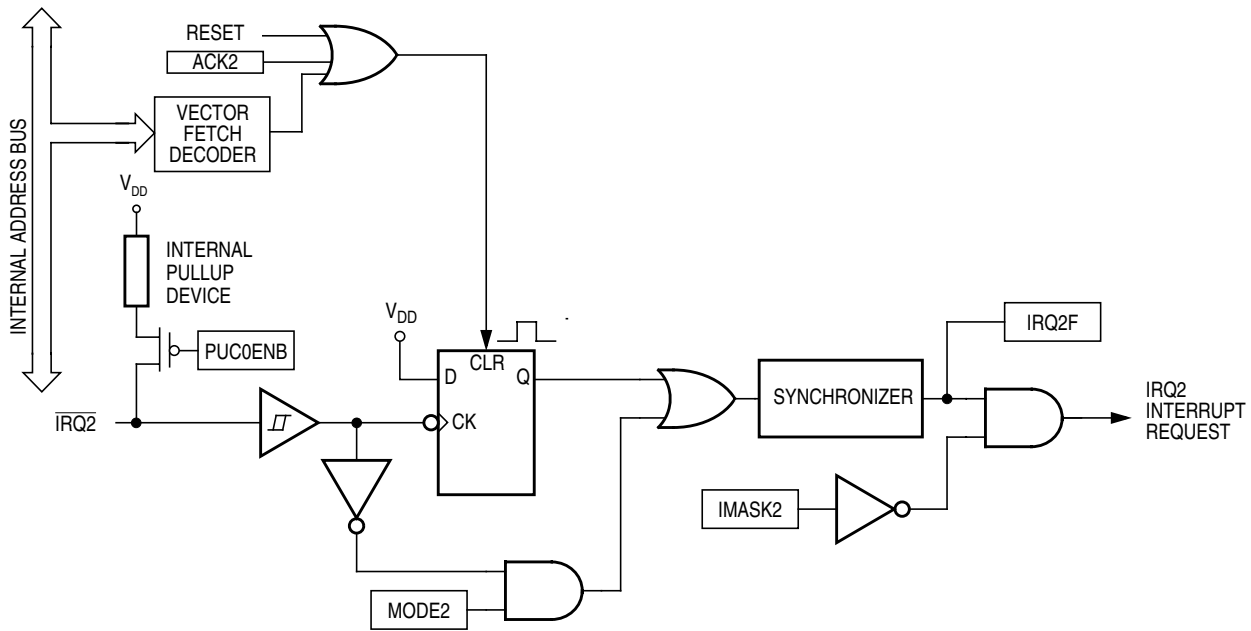 RESET
ACK2
VECTOR
FETCH
DECODER
INTERNAL ADDRESS BUS
VDD
INTERNAL
PULLUP
DEVICE
PUC0ENB
IRQ2
VDD
CLR
D
Q
CK
SYNCHRONIZER
IRQ2F
IRQ2
INTERRUPT
REQUEST
IMASK2
MODE2